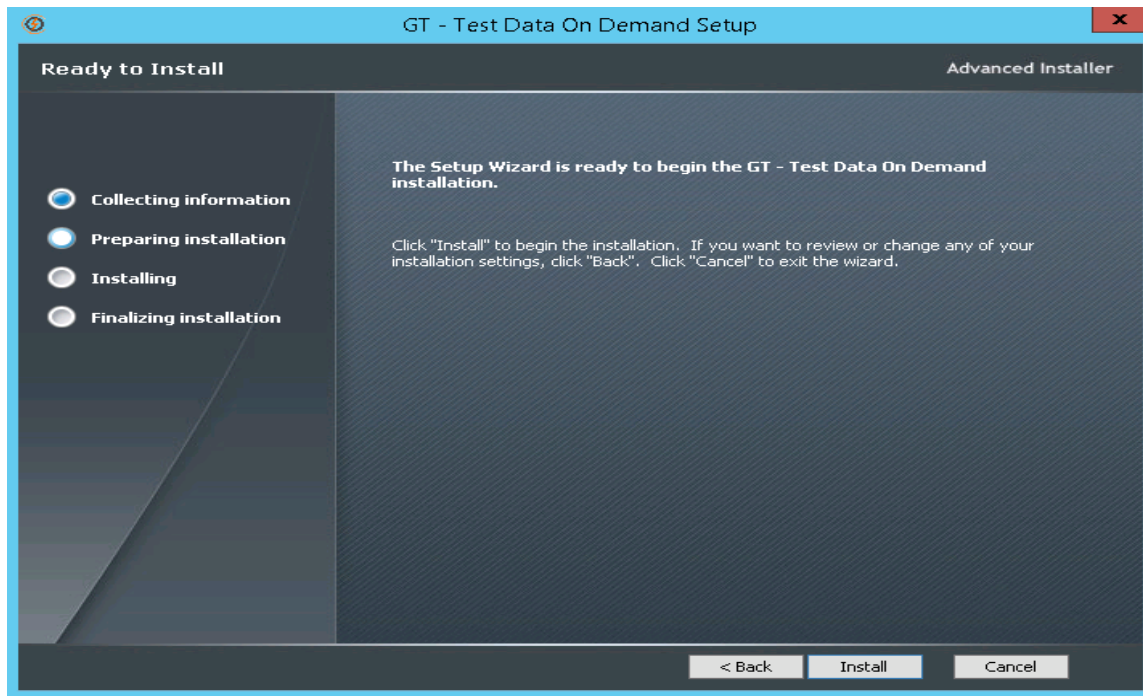 GT - Test Data On Demand Setup
x
Ready to Install
Advanced Installer
The Setup Wizard is ready to begin the GT - Test Data On Demand
installation.
Collecting information
Preparing installation
Click "Install" to begin the installation.  If you want to review or change any of your
installation settings, click "Back".  Click "Cancel" to exit the wizard.
Installing
Finalizing installation
< Back
Install
Cancel